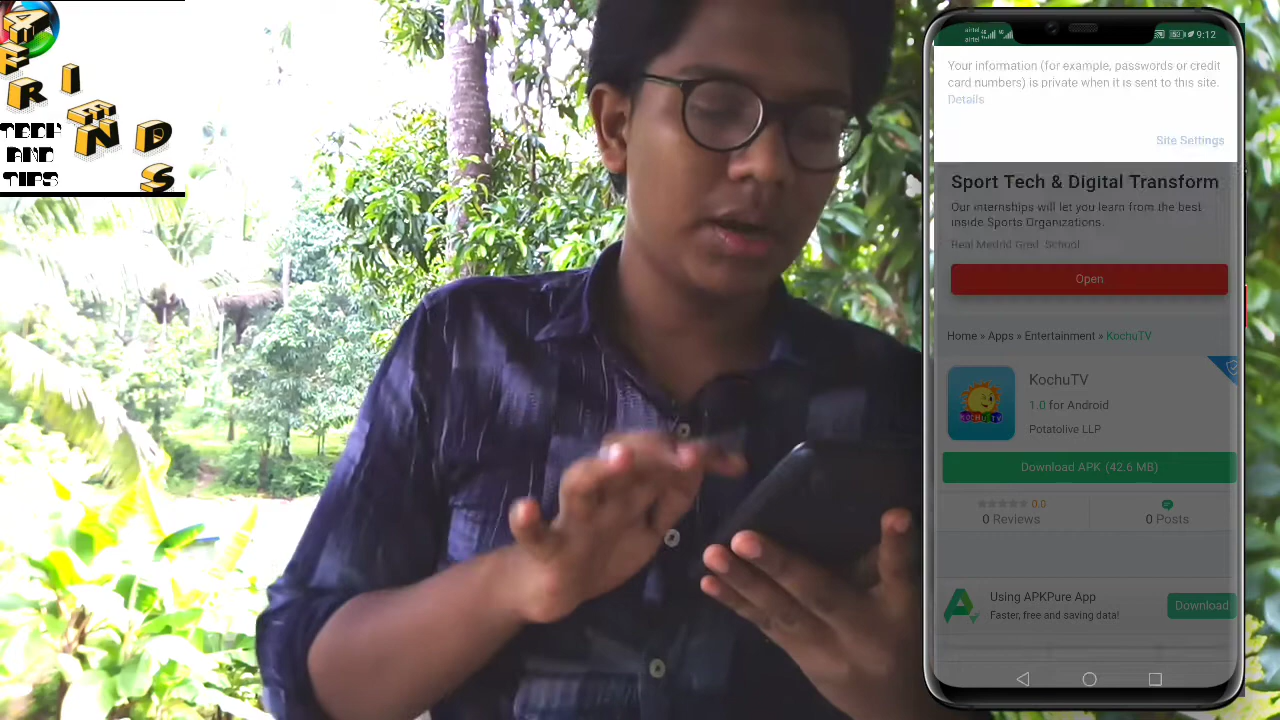 A FRIENDS
TECH
AND
TIPS
airtel
airtel
9:12
Your information (for example, passwords or credit
card numbers) is private when it is sent to this site.
Details
Site Settings
Sport Tech & Digital Transform
Our internships will let you learn from the best
inside Sports Organizations.
Real Madrid Grad. School
Open
Home » Apps » Entertainment » KochuTV
KOCHU TV
KochuTV
1.0 for Android
Potatolive LLP
Download APK (42.6 MB)
0.0
0 Reviews
0 Posts
Using APKPure App
Faster, free and saving data!
Download